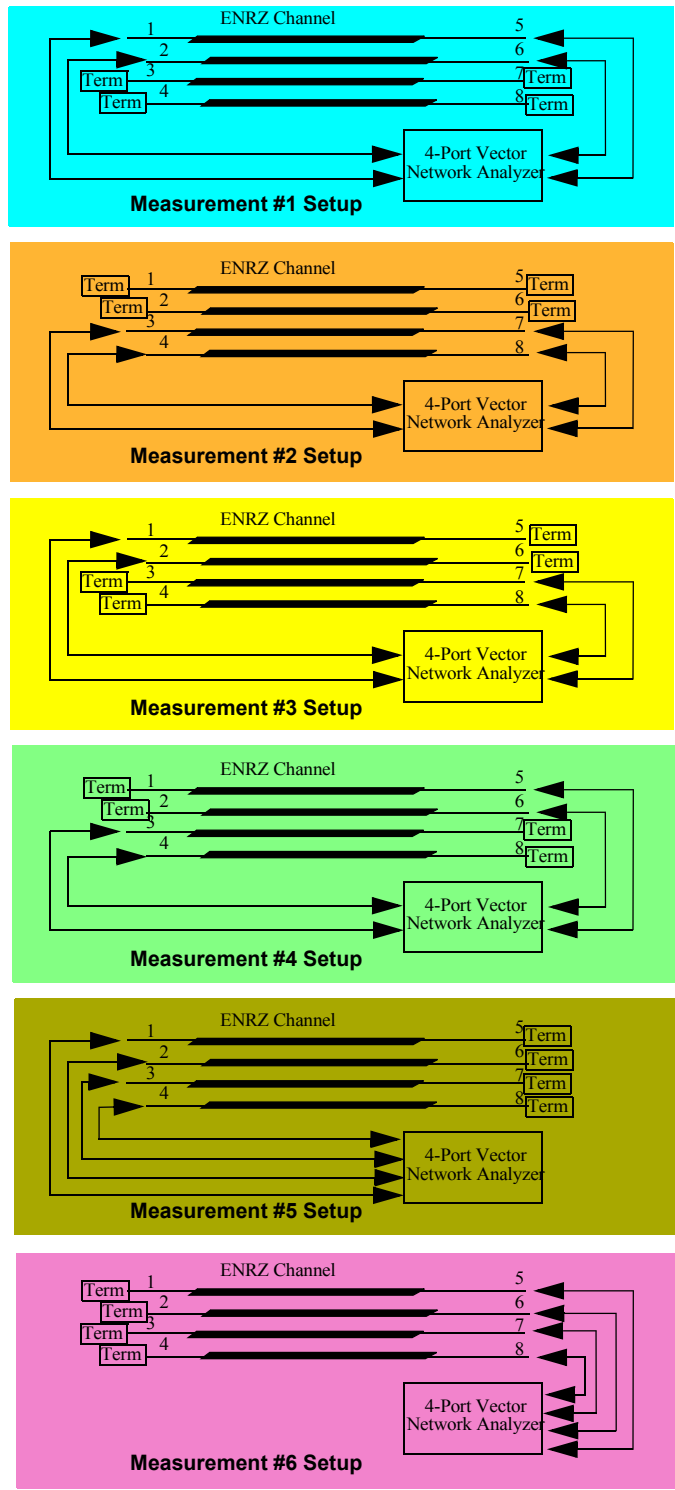 ENRZ Channel
1 5
2 6
Term 3 7 Term
Term 4 8 Term
4-Port Vector
Network Analyzer
Measurement #1 Setup
ENRZ Channel
Term 1 5 Term
Term 2 6 Term
3 7
4 8
4-Port Vector
Network Analyzer
Measurement #2 Setup
ENRZ Channel
1 5 Term
2 6 Term
Term 3 7
Term 4 8
4-Port Vector
Network Analyzer
Measurement #3 Setup
ENRZ Channel
Term 1 5
Term 2 6
3 7 Term
4 8 Term
4-Port Vector
Network Analyzer
Measurement #4 Setup
ENRZ Channel
1 5 Term
2 6 Term
3 7 Term
4 8 Term
4-Port Vector
Network Analyzer
Measurement #5 Setup
ENRZ Channel
Term 1 5
Term 2 6
Term 3 7
Term 4 8
4-Port Vector
Network Analyzer
Measurement #6 Setup